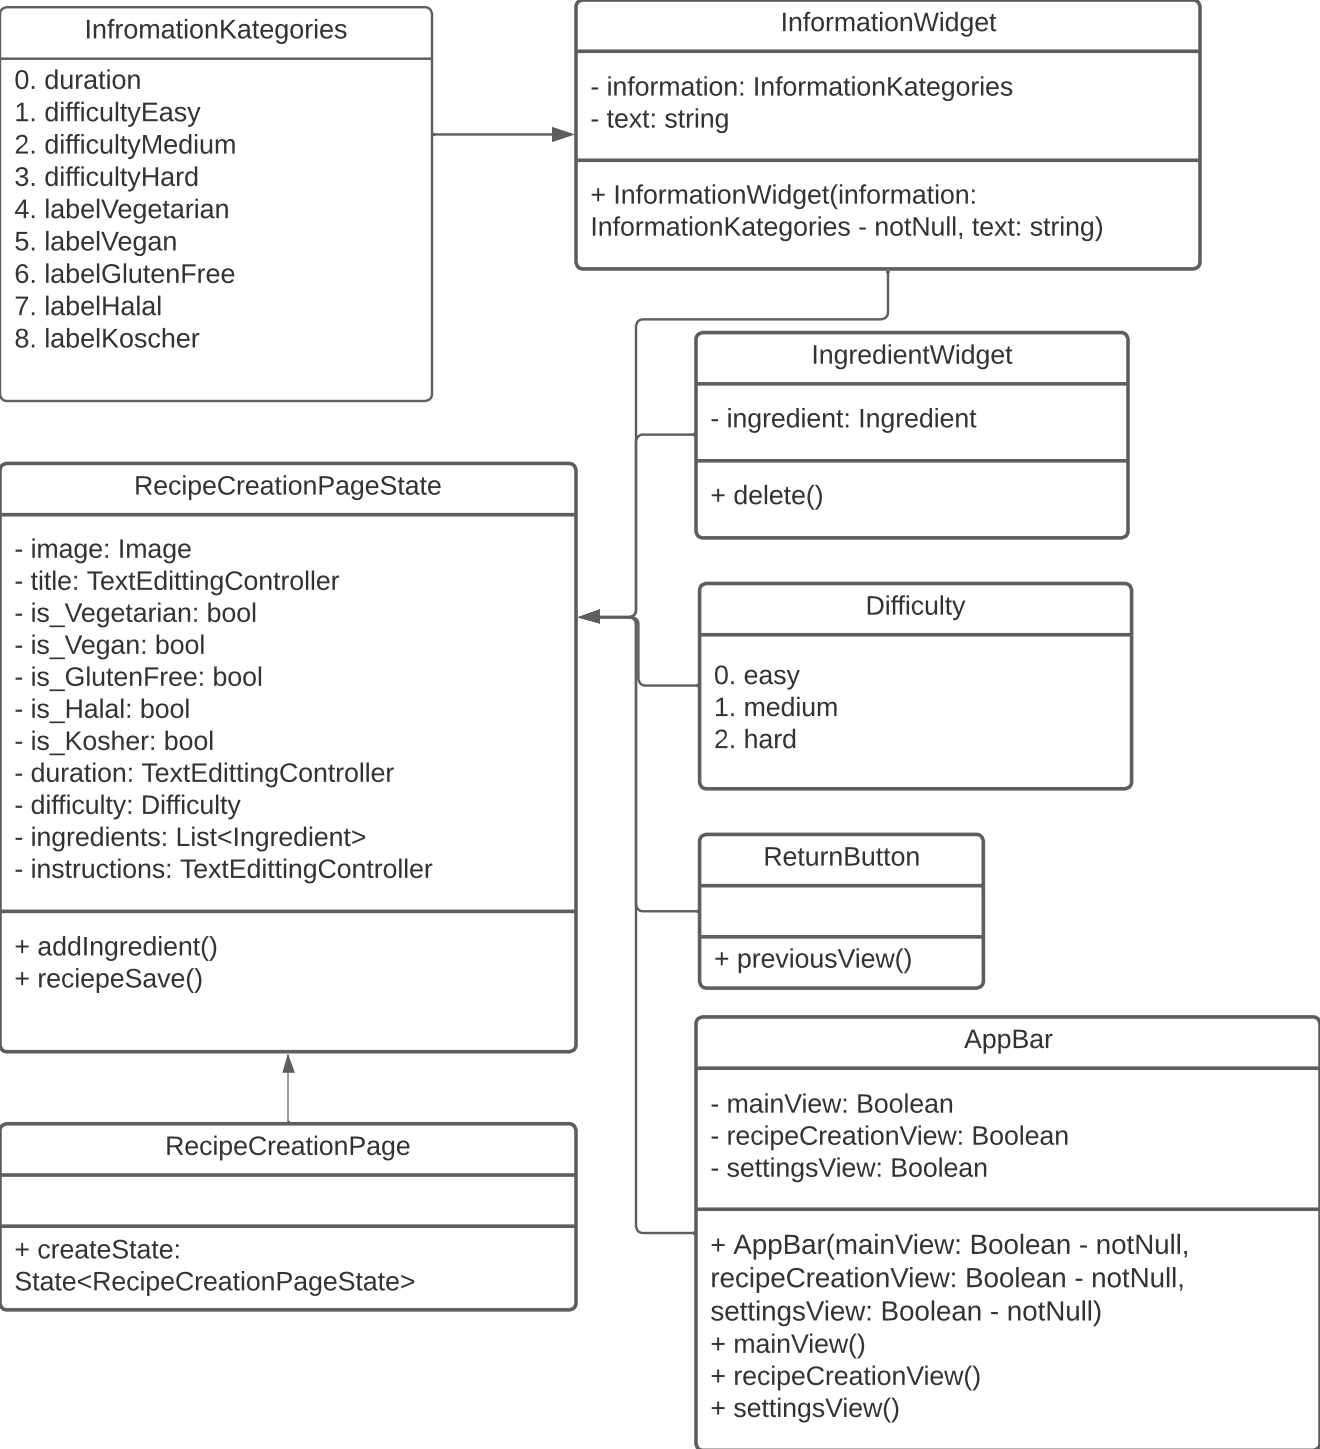 InfromationKategories
0. duration
1. difficultyEasy
2. difficultyMedium
3. difficultyHard
4. labelVegetarian
5. labelVegan
6. labelGlutenFree
7. labelHalal
8. labelKoscher
InformationWidget
- information: InformationKategories
- text: string
+ InformationWidget(information:
InformationKategories - notNull, text: string)
IngredientWidget
- ingredient: Ingredient
+ delete()
RecipeCreationPageState
- image: Image
- title: TextEdittingController
- is_Vegetarian: bool
- is_Vegan: bool
- is_GlutenFree: bool
- is_Halal: bool
- is_Kosher: bool
- duration: TextEdittingController
- difficulty: Difficulty
- ingredients: List<Ingredient>
- instructions: TextEdittingController
+ addIngredient()
+ reciepeSave()
Difficulty
0. easy
1. medium
2. hard
ReturnButton
+ previousView()
RecipeCreationPage
+ createState:
State<RecipeCreationPageState>
AppBar
- mainView: Boolean
- recipeCreationView: Boolean
- settingsView: Boolean
+ AppBar(mainView: Boolean - notNull,
recipeCreationView: Boolean - notNull,
settingsView: Boolean - notNull)
+ mainView()
+ recipeCreationView()
+ settingsView()